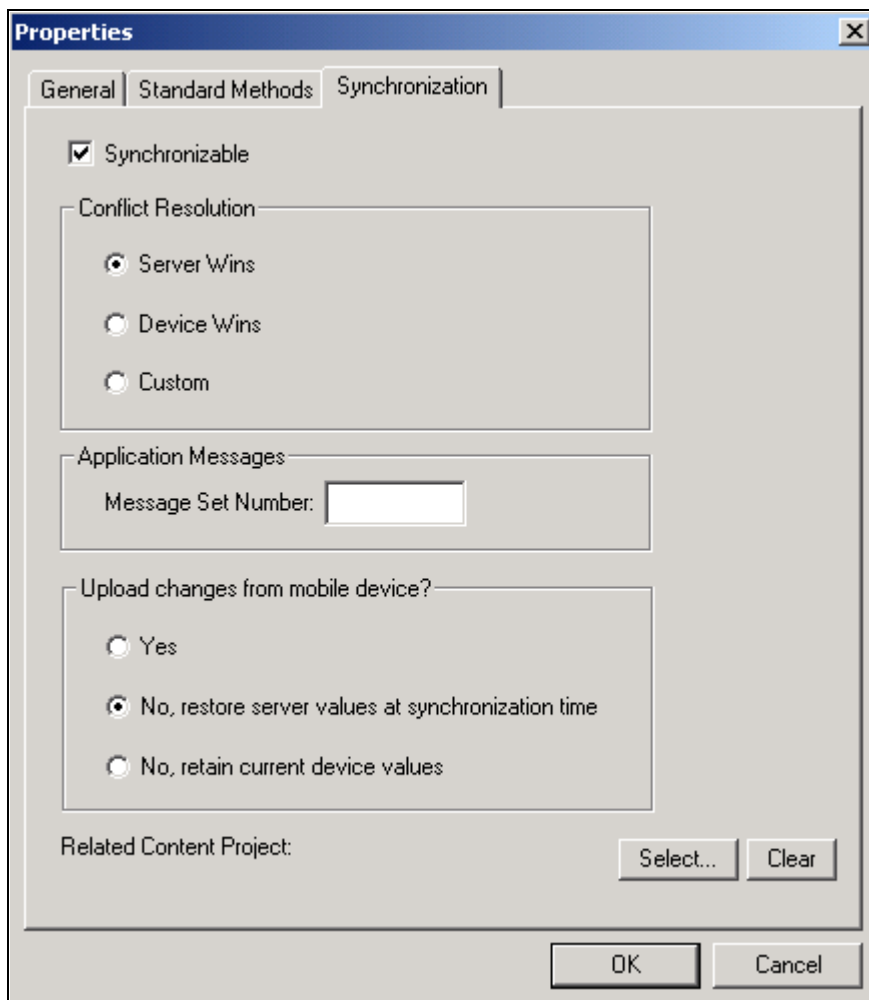 Properties
General Standard Methods Synchronization
Synchronizable
Conflict Resolution
Server Wins
Device Wins
Custom
Application Messages
Message Set Number:
Upload changes from mobile device?
Yes
No, restore server values at synchronization time
No, retain current device values
Related Content Project: Select... Clear
OK Cancel